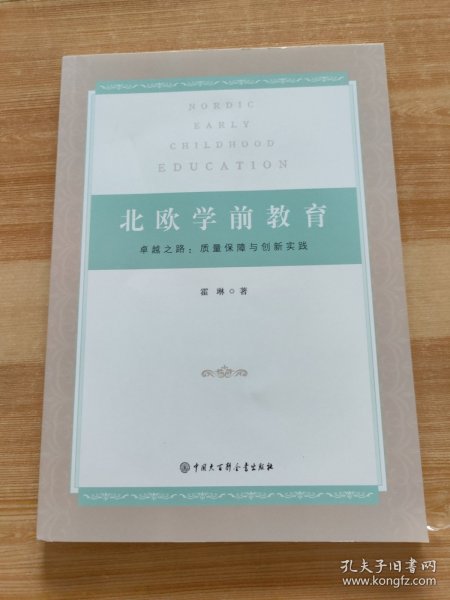 NORDIC
EARLY
CHILDHOOD
EDUCATION
北欧学前教育
卓越之路：质量保障与创新实践
霍琳○著
中国大百科全书出版社
孔夫子旧书网
www.kongfz.com